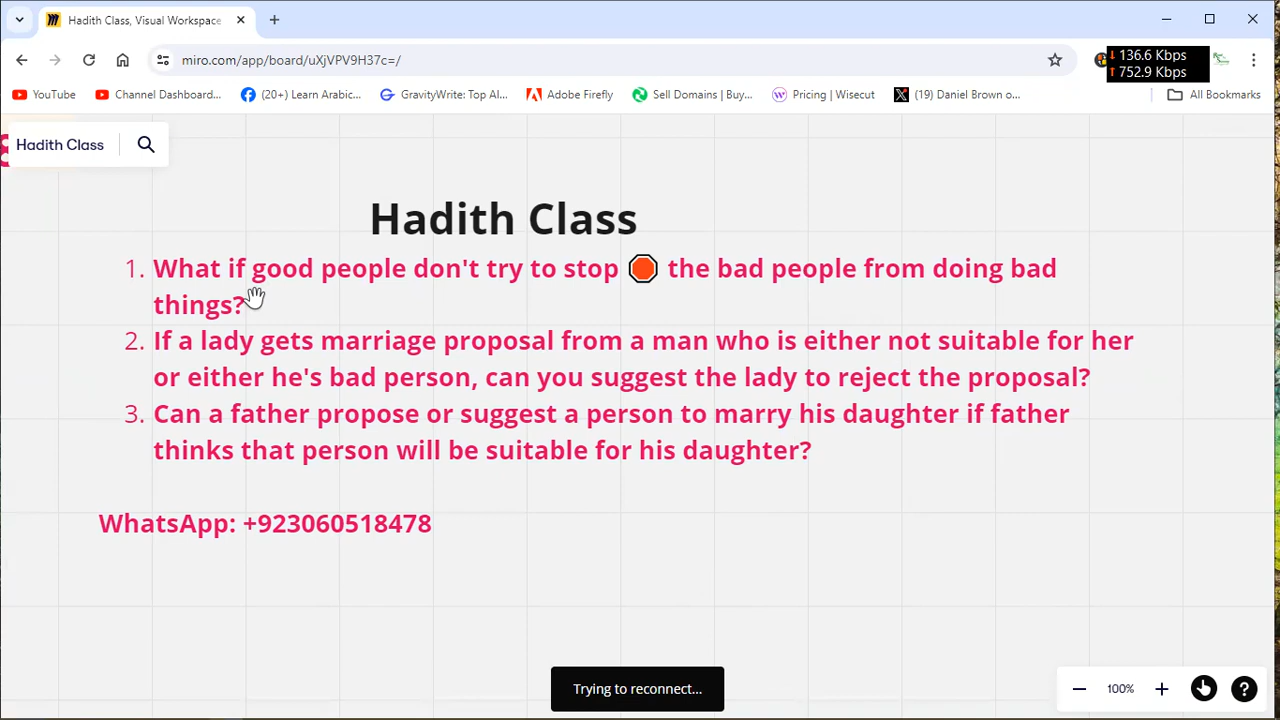 Hadith Class, Visual Workspace
miro.com/app/board/uXjVPV9H37c=/
136.6 Kbps
752.9 Kbps
YouTube
Channel Dashboard...
(20+) Learn Arabic...
GravityWrite: Top AI...
Adobe Firefly
Sell Domains | Buy...
Pricing | Wisecut
(19) Daniel Brown o...
All Bookmarks
Hadith Class
Hadith Class
1. What if good people don't try to stop 🛑 the bad people from doing bad
things?
2. If a lady gets marriage proposal from a man who is either not suitable for her
or either he's bad person, can you suggest the lady to reject the proposal?
3. Can a father propose or suggest a person to marry his daughter if father
thinks that person will be suitable for his daughter?
WhatsApp: +923060518478
Trying to reconnect...
100%